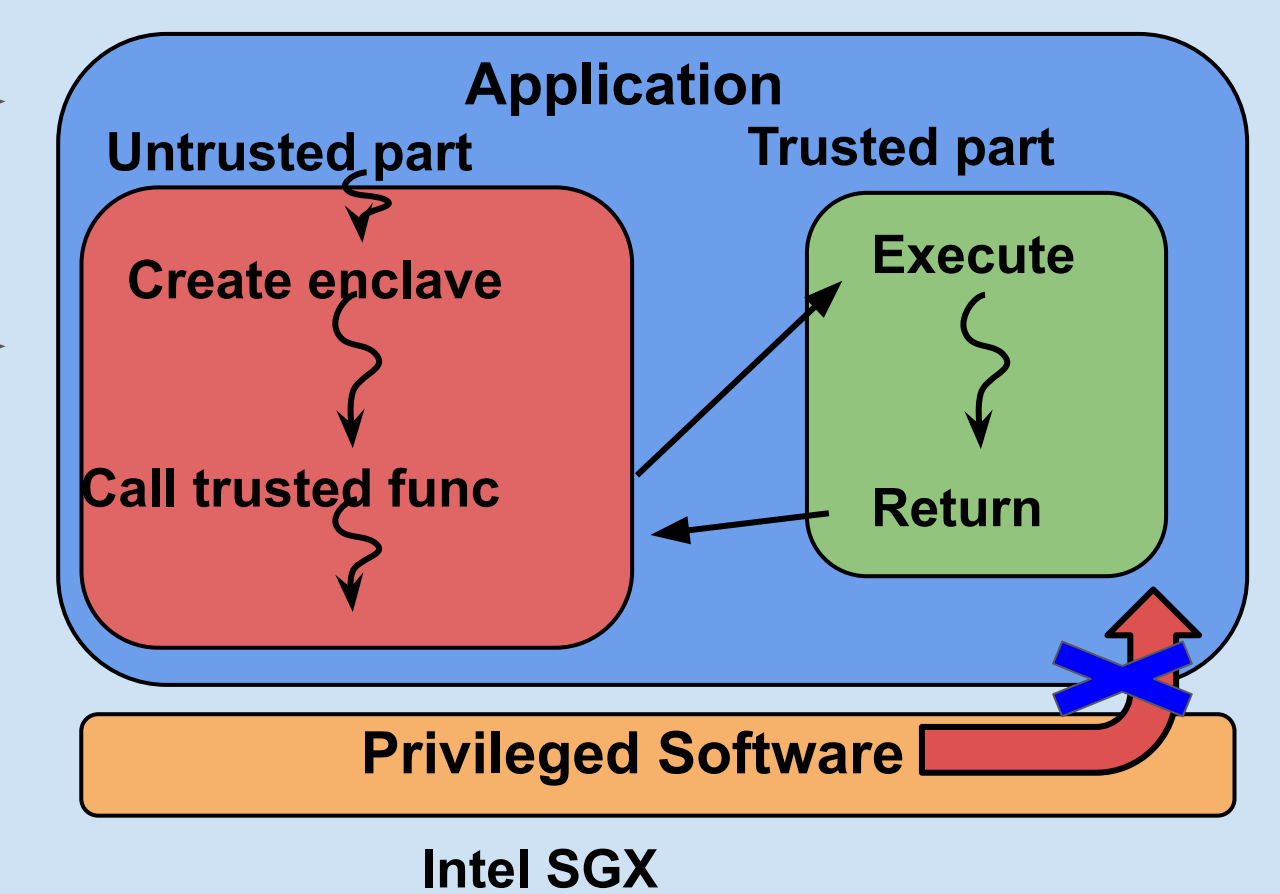 Application
Untrusted part
Trusted part
Create enclave
Call trusted func
Execute
Return
Privileged Software
Intel SGX